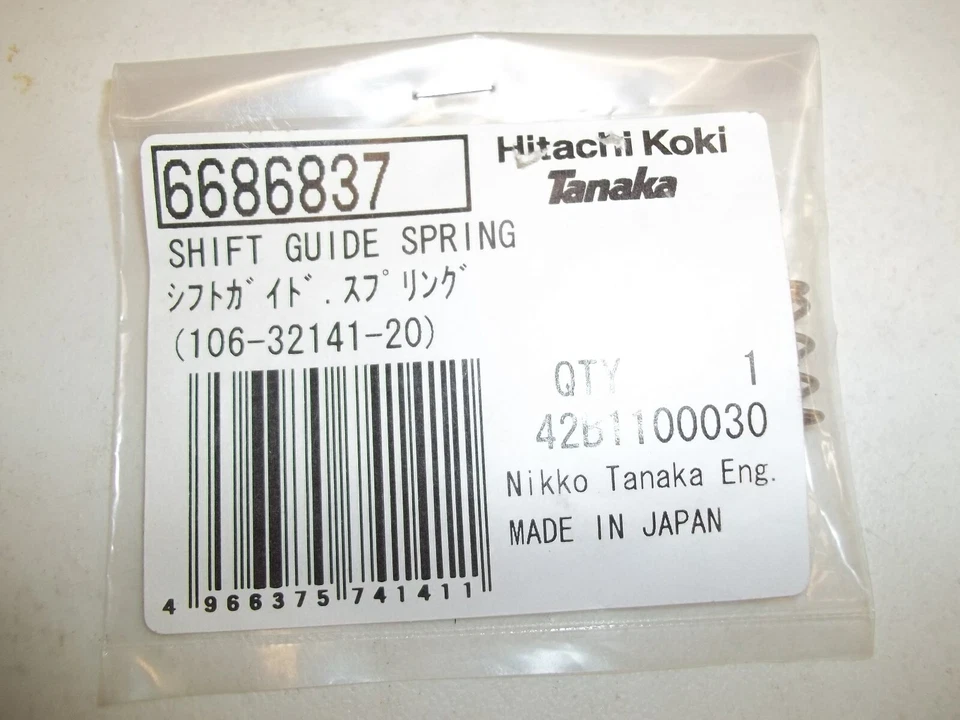 6686837
Hitachi Koki
Tanaka
SHIFT GUIDE SPRING
ｼﾌﾄｶﾞｲﾄﾞ.ｽﾌﾟﾘﾝｸﾞ
(106-32141-20)
QTY 1
42B1100030
Nikko Tanaka Eng.
MADE IN JAPAN
4 966375 741411